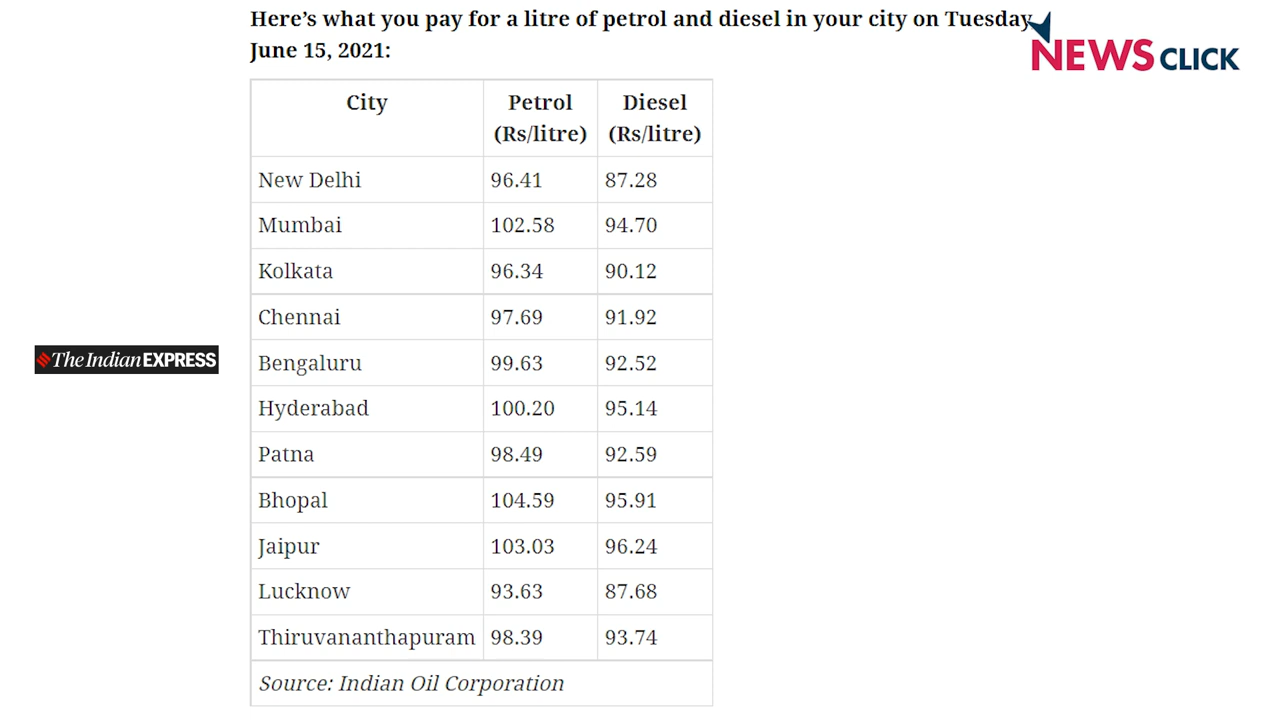 Here’s what you pay for a litre of petrol and diesel in your city on Tuesday
June 15, 2021:
NEWS CLICK
City Petrol (Rs/litre) Diesel (Rs/litre)
New Delhi 96.41 87.28
Mumbai 102.58 94.70
Kolkata 96.34 90.12
Chennai 97.69 91.92
The Indian EXPRESS
Bengaluru 99.63 92.52
Hyderabad 100.20 95.14
Patna 98.49 92.59
Bhopal 104.59 95.91
Jaipur 103.03 96.24
Lucknow 93.63 87.68
Thiruvananthapuram 98.39 93.74
Source: Indian Oil Corporation